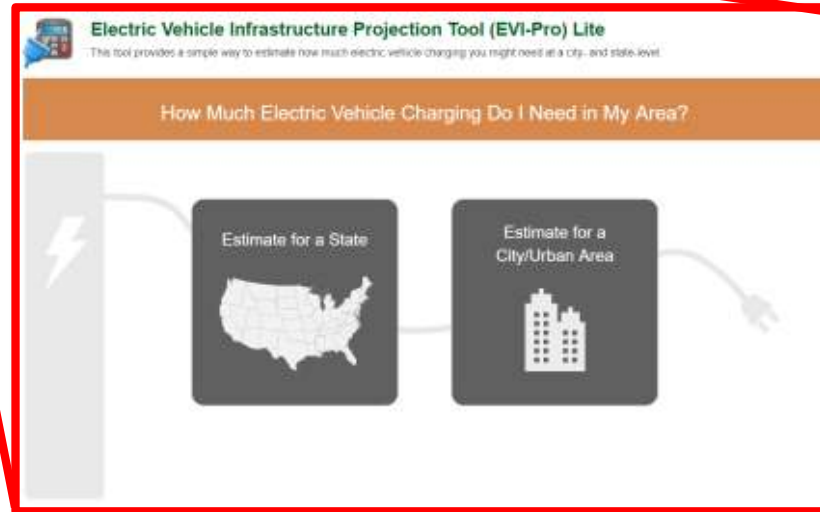 Electric Vehicle Infrastructure Projection Tool (EVI-Pro) Lite
This tool provides a simple way to estimate how much electric vehicle charging you might need at a city- and state-level.
How Much Electric Vehicle Charging Do I Need in My Area?
Estimate for a State
Estimate for a
City/Urban Area